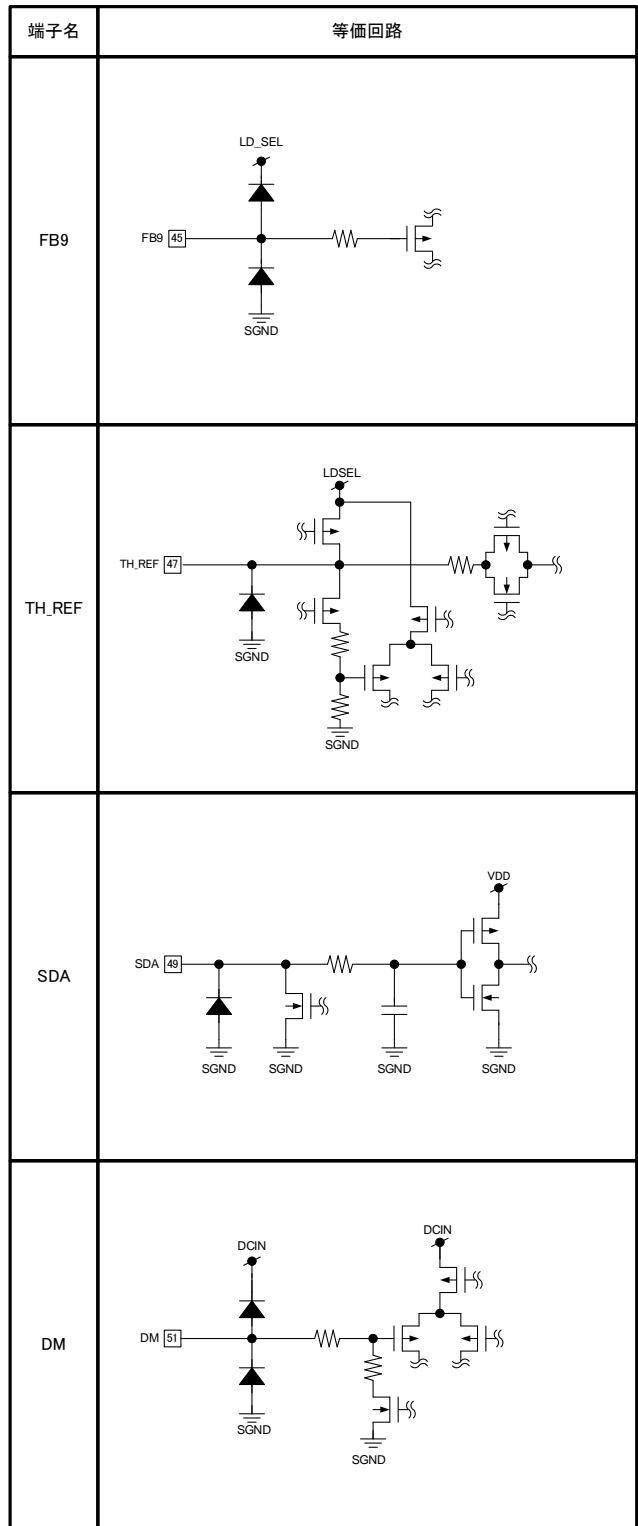 端子名 等価回路
FB9
LD_SEL
FB9 45
SGND
TH_REF
LDSEL
TH_REF 47
SGND
SGND
SDA
VDD
SDA 49
SGND SGND SGND SGND
DM
DCIN DCIN
DM 51
SGND
SGND